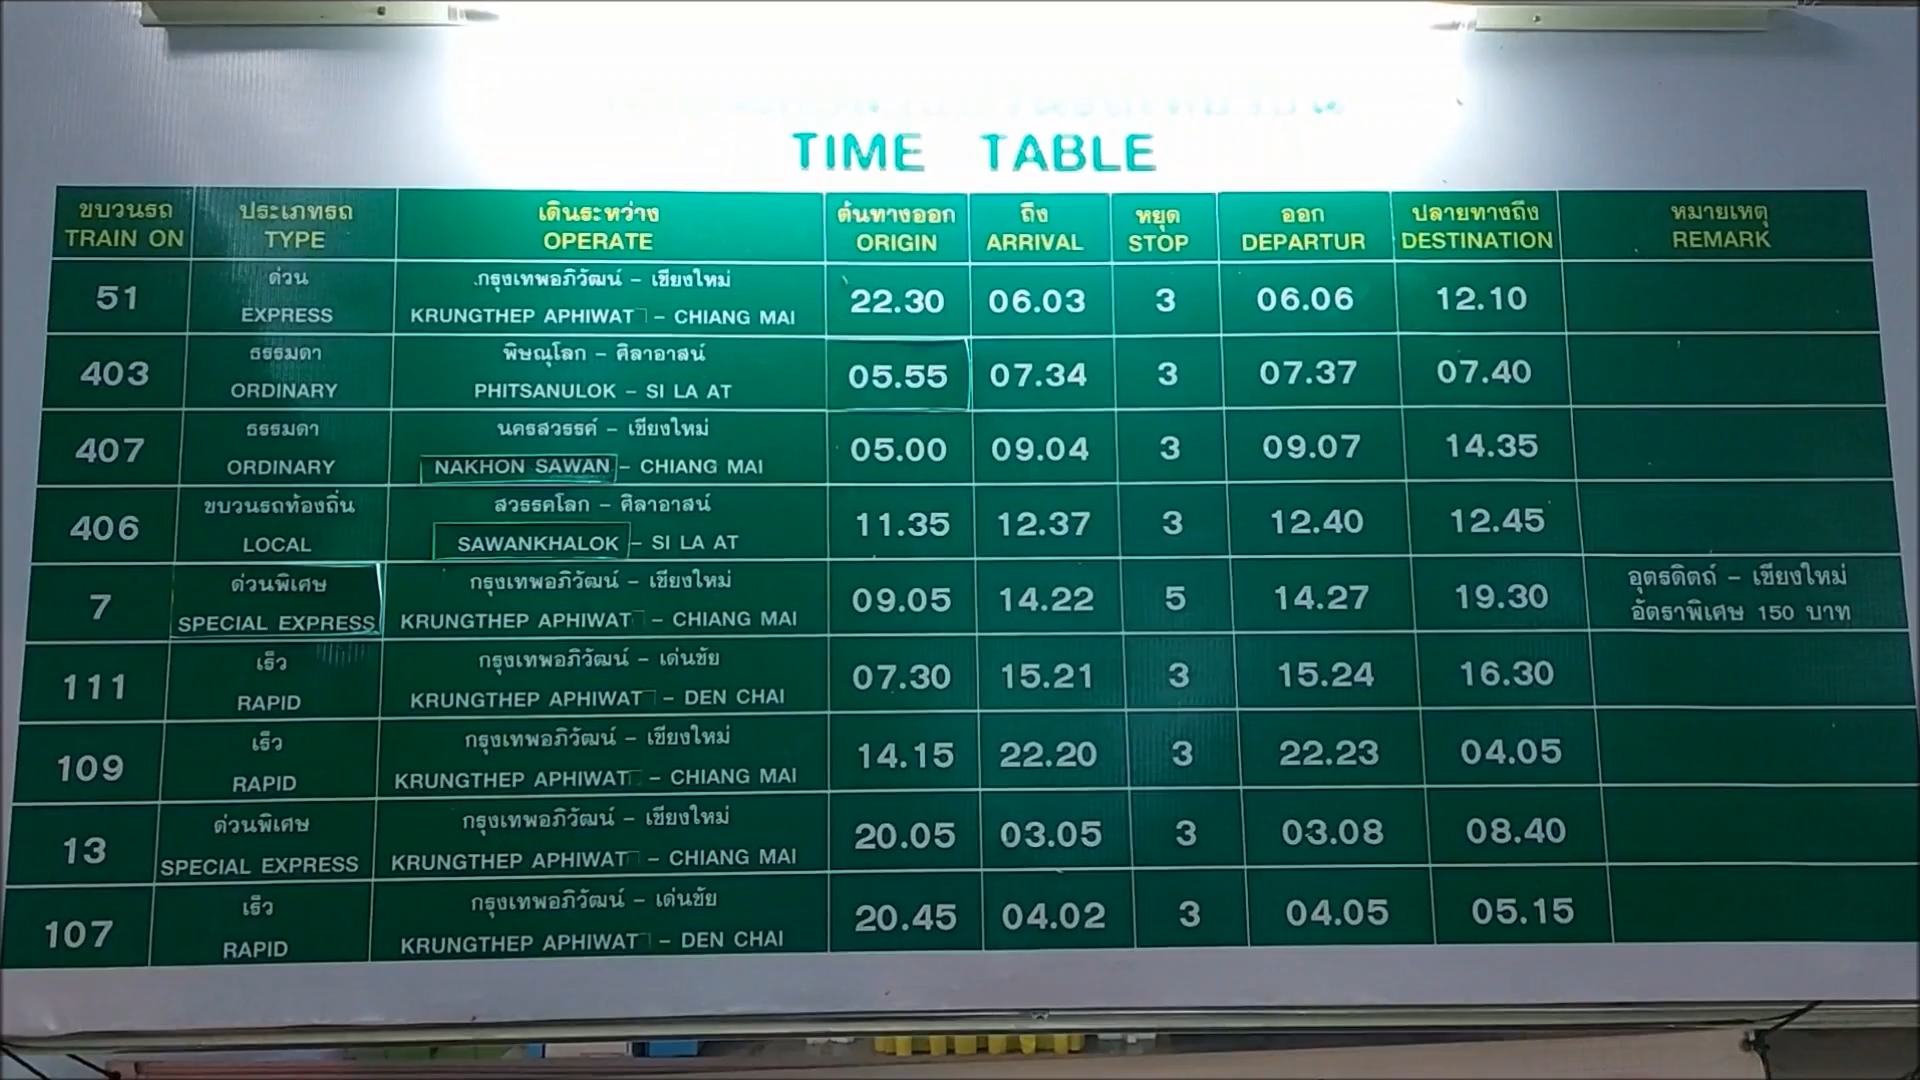 TIME TABLE
ขบวนรถ ประเภทรถ เดินระหว่าง ต้นทางออก ถึง หยุด ออก ปลายทางถึง หมายเหตุ
TRAIN ON TYPE OPERATE ORIGIN ARRIVAL STOP DEPARTUR DESTINATION REMARK
ด่วน กรุงเทพอภิวัฒน์ - เชียงใหม่
51 EXPRESS KRUNGTHEP APHIWAT - CHIANG MAI 22.30 06.03 3 06.06 12.10
ธรรมดา พิษณุโลก - ศิลาอาสน์
403 ORDINARY PHITSANULOK - SI LA AT 05.55 07.34 3 07.37 07.40
ธรรมดา นครสวรรค์ - เชียงใหม่
407 ORDINARY NAKHON SAWAN - CHIANG MAI 05.00 09.04 3 09.07 14.35
ขบวนรถท้องถิ่น สวรรคโลก - ศิลาอาสน์
406 LOCAL SAWANKHALOK - SI LA AT 11.35 12.37 3 12.40 12.45
ด่วนพิเศษ กรุงเทพอภิวัฒน์ - เชียงใหม่ อุตรดิตถ์ - เชียงใหม่
7 SPECIAL EXPRESS KRUNGTHEP APHIWAT - CHIANG MAI 09.05 14.22 5 14.27 19.30 อัตราพิเศษ 150 บาท
เร็ว กรุงเทพอภิวัฒน์ - เด่นชัย
111 RAPID KRUNGTHEP APHIWAT - DEN CHAI 07.30 15.21 3 15.24 16.30
เร็ว กรุงเทพอภิวัฒน์ - เชียงใหม่
109 RAPID KRUNGTHEP APHIWAT - CHIANG MAI 14.15 22.20 3 22.23 04.05
ด่วนพิเศษ กรุงเทพอภิวัฒน์ - เชียงใหม่
13 SPECIAL EXPRESS KRUNGTHEP APHIWAT - CHIANG MAI 20.05 03.05 3 03.08 08.40
เร็ว กรุงเทพอภิวัฒน์ - เด่นชัย
107 RAPID KRUNGTHEP APHIWAT - DEN CHAI 20.45 04.02 3 04.05 05.15